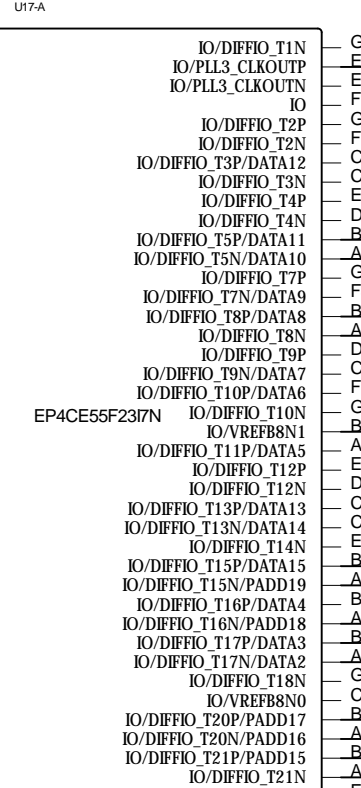 U17-A
IO/DIFFIO_T1N G
IO/PLL3_CLKOUTP E
IO/PLL3_CLKOUTN E
IO F
IO/DIFFIO_T2P G
IO/DIFFIO_T2N F
IO/DIFFIO_T3P/DATA12 C
IO/DIFFIO_T3N C
IO/DIFFIO_T4P E
IO/DIFFIO_T4N D
IO/DIFFIO_T5P/DATA11 B
IO/DIFFIO_T5N/DATA10 A
IO/DIFFIO_T7P G
IO/DIFFIO_T7N/DATA9 F
IO/DIFFIO_T8P/DATA8 B
IO/DIFFIO_T8N A
IO/DIFFIO_T9P D
IO/DIFFIO_T9N/DATA7 C
IO/DIFFIO_T10P/DATA6 F
EP4CE55F23I7N IO/DIFFIO_T10N G
IO/VREFB8N1 B
IO/DIFFIO_T11P/DATA5 A
IO/DIFFIO_T12P E
IO/DIFFIO_T12N D
IO/DIFFIO_T13P/DATA13 C
IO/DIFFIO_T13N/DATA14 C
IO/DIFFIO_T14N E
IO/DIFFIO_T15P/DATA15 B
IO/DIFFIO_T15N/PADD19 A
IO/DIFFIO_T16P/DATA4 B
IO/DIFFIO_T16N/PADD18 A
IO/DIFFIO_T17P/DATA3 B
IO/DIFFIO_T17N/DATA2 A
IO/DIFFIO_T18N G
IO/VREFB8N0 C
IO/DIFFIO_T20P/PADD17 B
IO/DIFFIO_T20N/PADD16 A
IO/DIFFIO_T21P/PADD15 B
IO/DIFFIO_T21N A